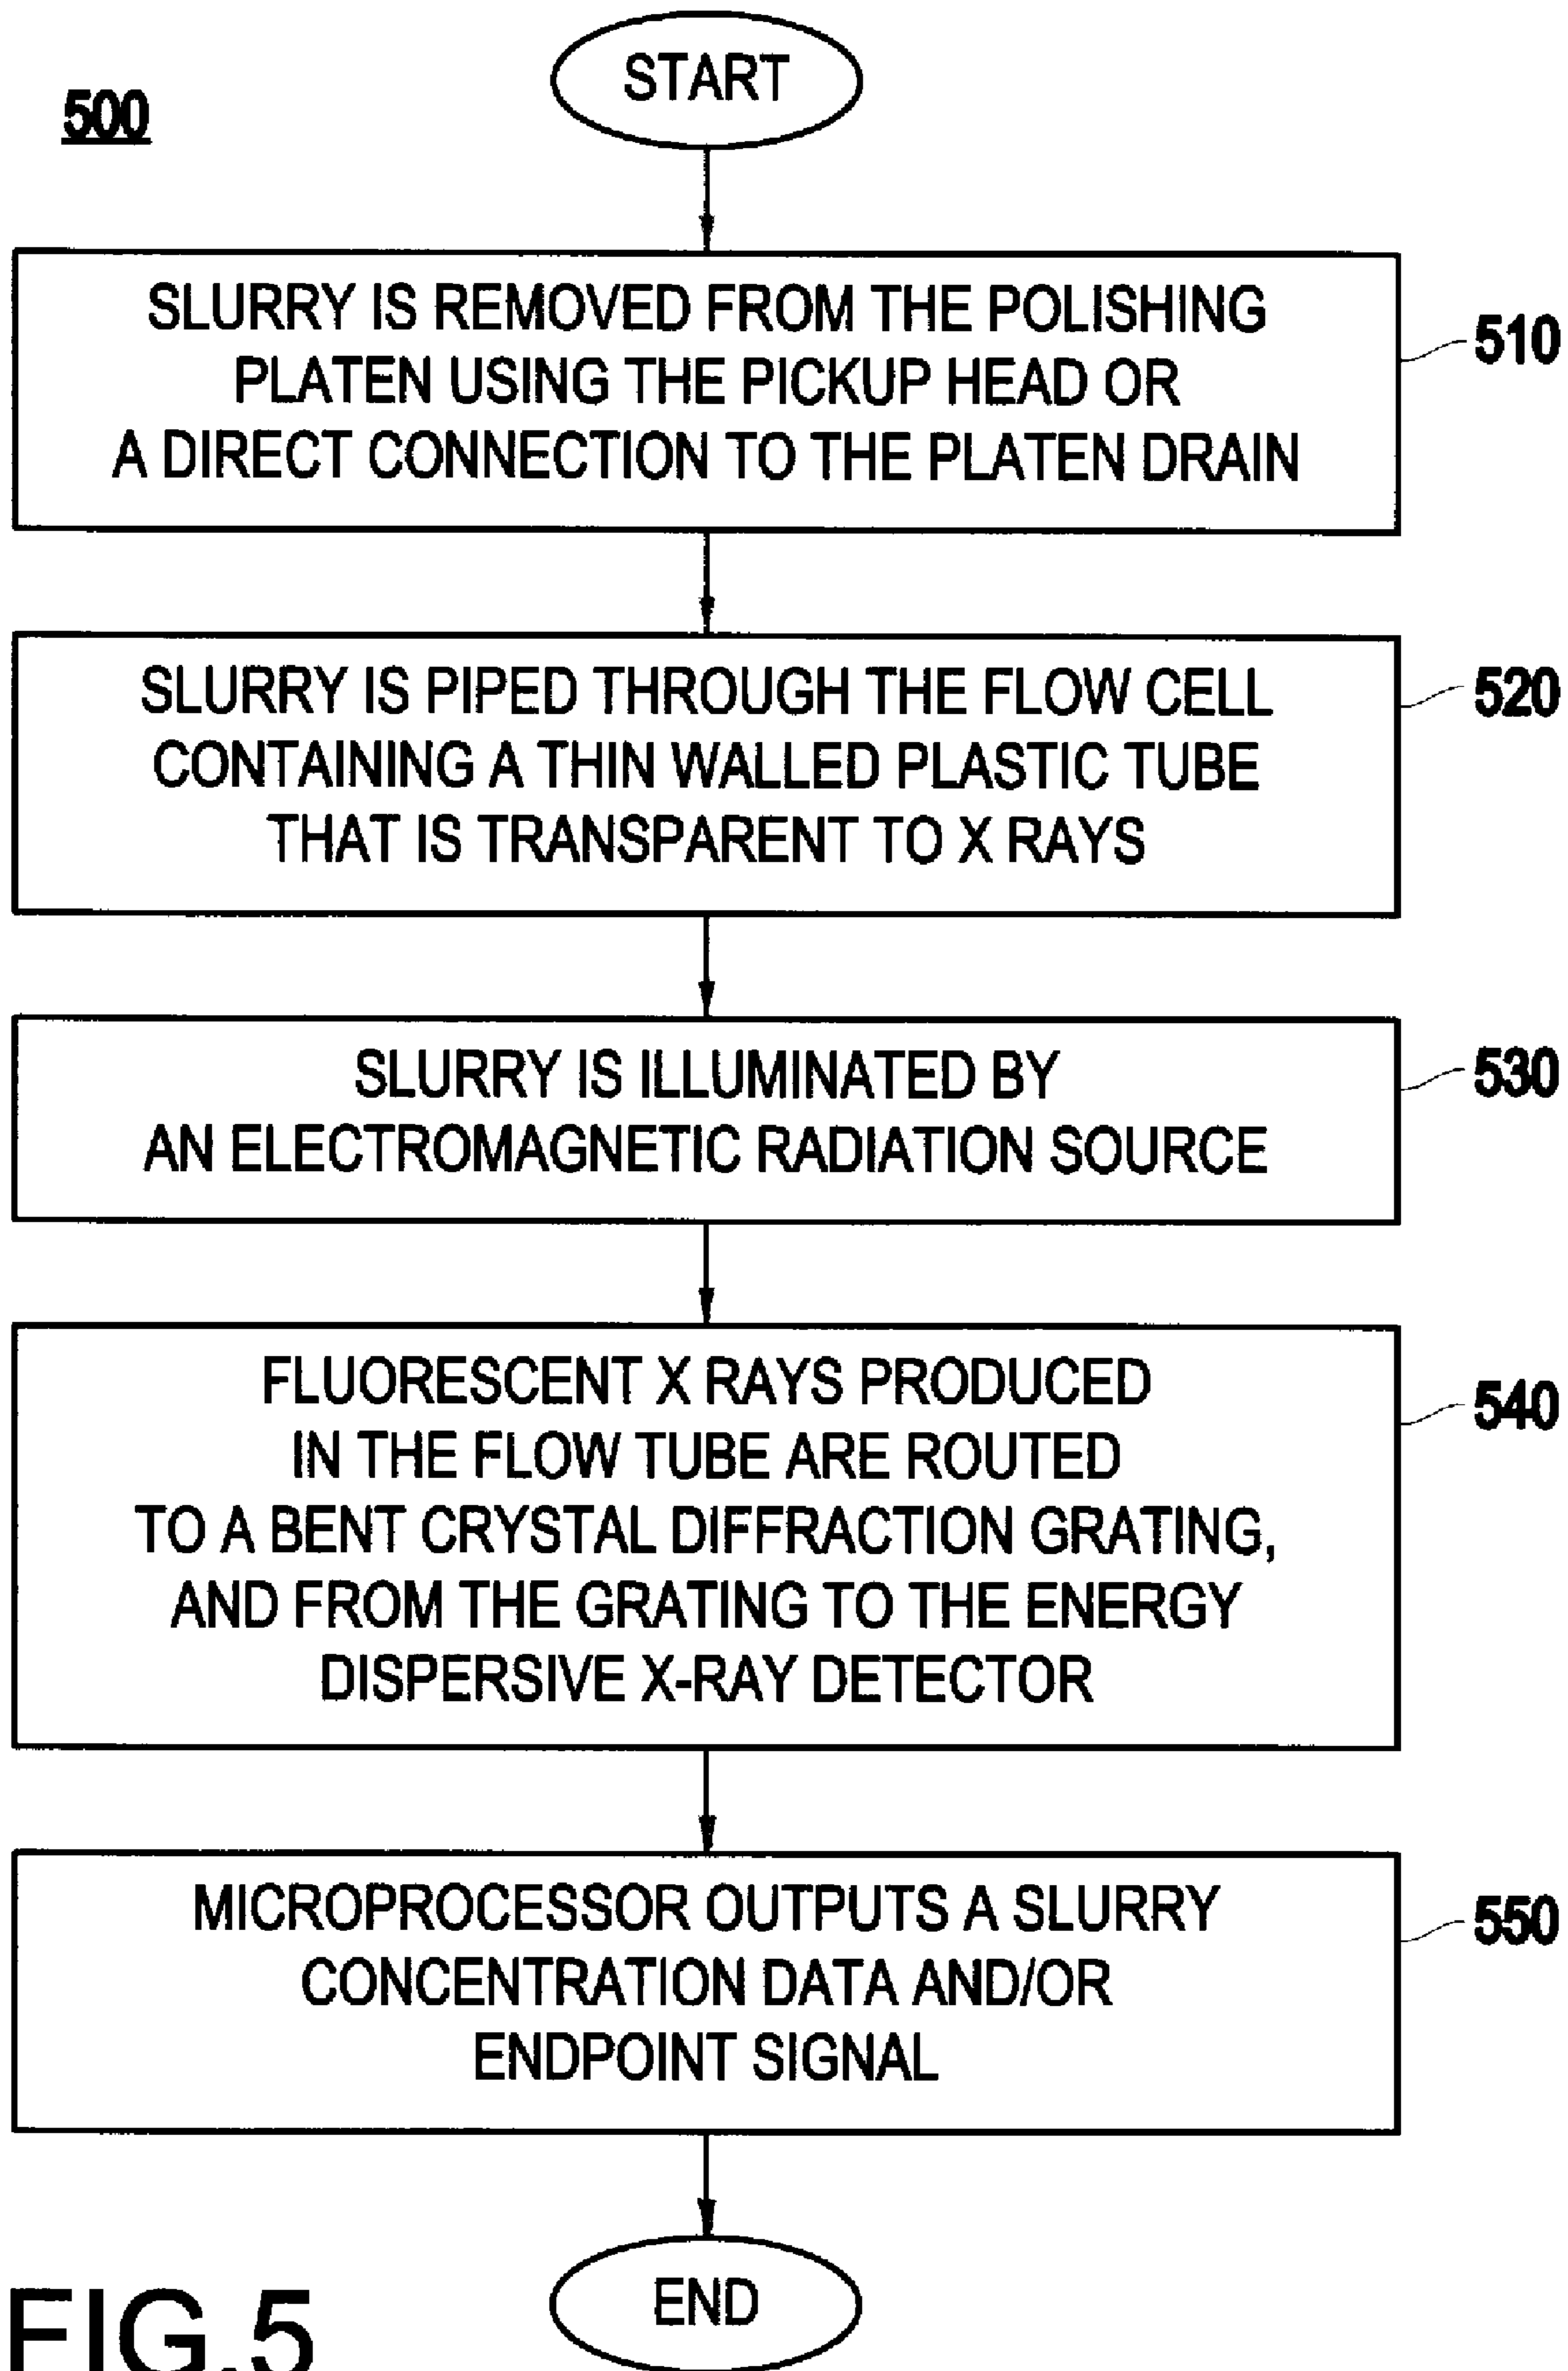 START
500
SLURRY IS REMOVED FROM THE POLISHING
PLATEN USING THE PICKUP HEAD OR
A DIRECT CONNECTION TO THE PLATEN DRAIN
510
SLURRY IS PIPED THROUGH THE FLOW CELL
CONTAINING A THIN WALLED PLASTIC TUBE
THAT IS TRANSPARENT TO X RAYS
520
SLURRY IS ILLUMINATED BY
AN ELECTROMAGNETIC RADIATION SOURCE
530
FLUORESCENT X RAYS PRODUCED
IN THE FLOW TUBE ARE ROUTED
TO A BENT CRYSTAL DIFFRACTION GRATING,
AND FROM THE GRATING TO THE ENERGY
DISPERSIVE X-RAY DETECTOR
540
MICROPROCESSOR OUTPUTS A SLURRY
CONCENTRATION DATA AND/OR
ENDPOINT SIGNAL
550
END
FIG.5